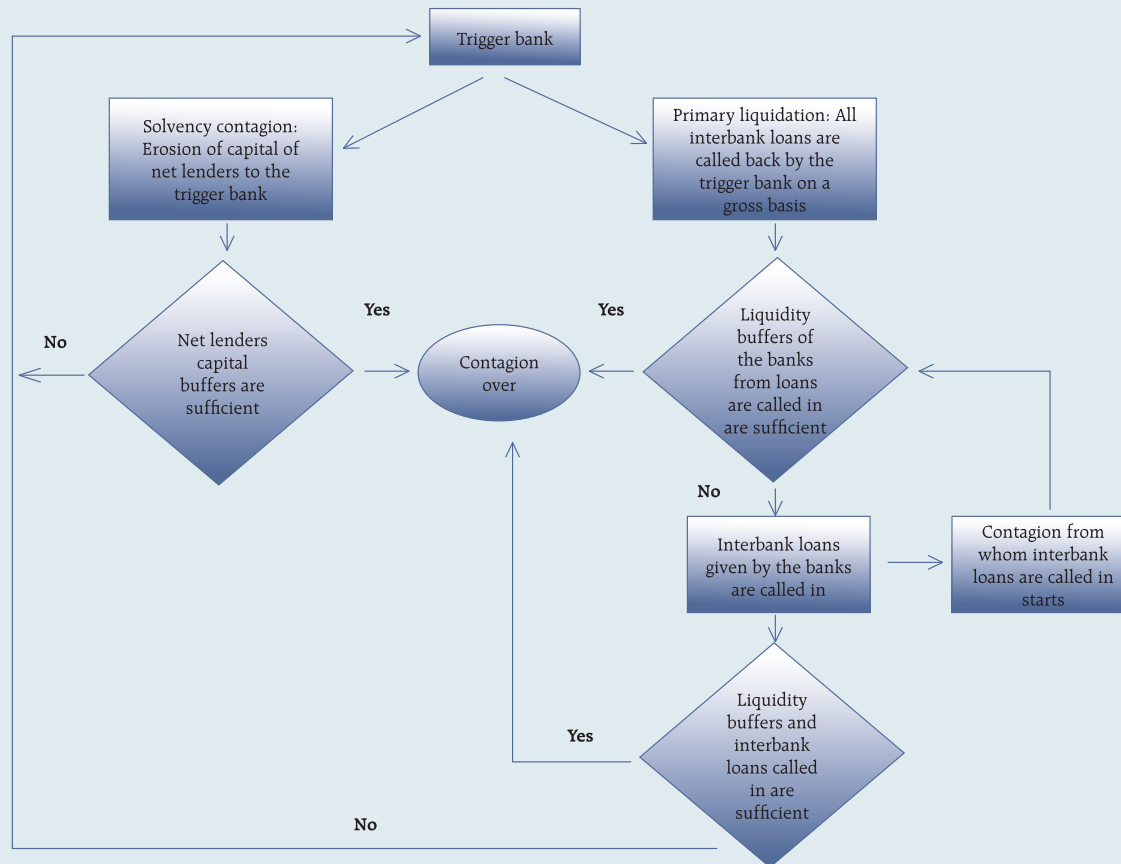 Trigger bank
Solvency contagion:
Erosion of capital of
net lenders to the
trigger bank
Primary liquidation: All
interbank loans are
called back by the
trigger bank on a
gross basis
No
Net lenders
capital
buffers are
sufficient
Yes
Contagion
over
Yes
Liquidity
buffers of
the banks
from loans
are called in
are sufficient
No
Interbank loans
given by the banks
are called in
Contagion from
whom interbank
loans are called in
starts
Yes
Liquidity
buffers and
interbank
loans called
in are
sufficient
No